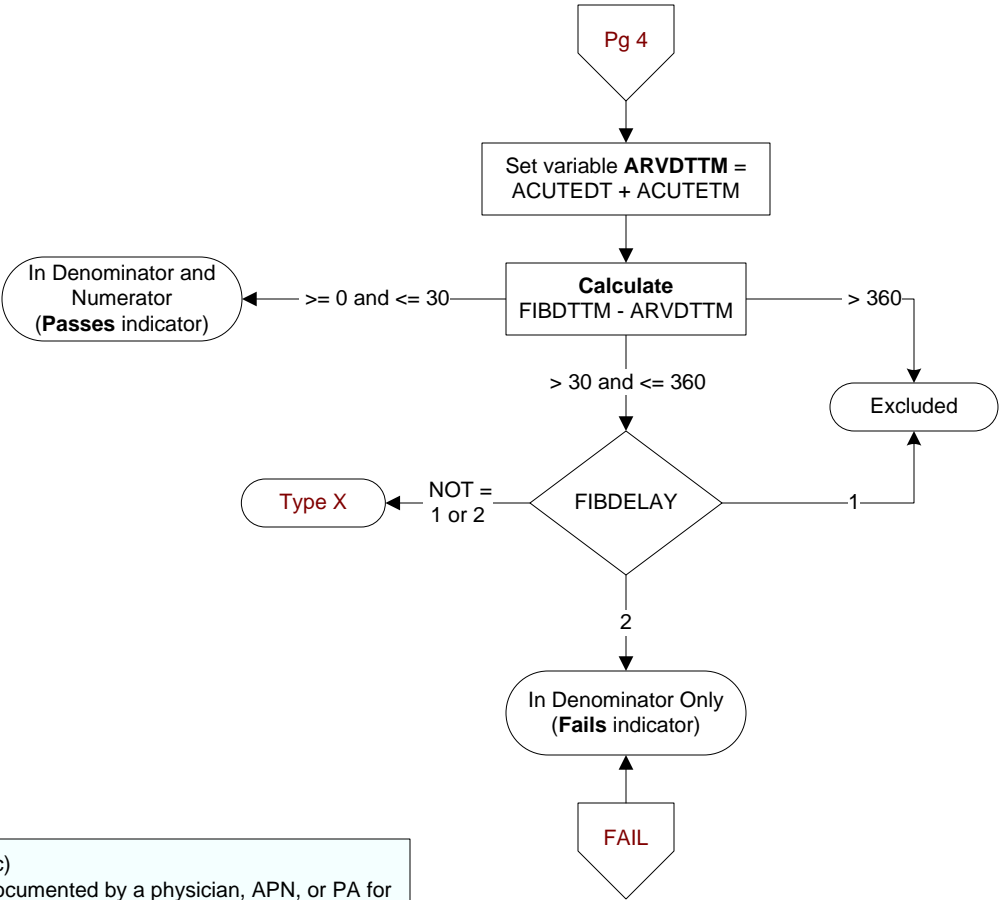 Pg 4
Set variable ARVDTTM =
ACUTEDT + ACUTETM
In Denominator and
Numerator
(Passes indicator)
>= 0 and <= 30
Calculate
FIBDTTM - ARVDTTM
> 360
> 30 and <= 360
Excluded
Type X
NOT =
1 or 2
FIBDELAY
1
2
In Denominator Only
(Fails indicator)
FAIL
c)
ocumented by a physician, APN, or PA for